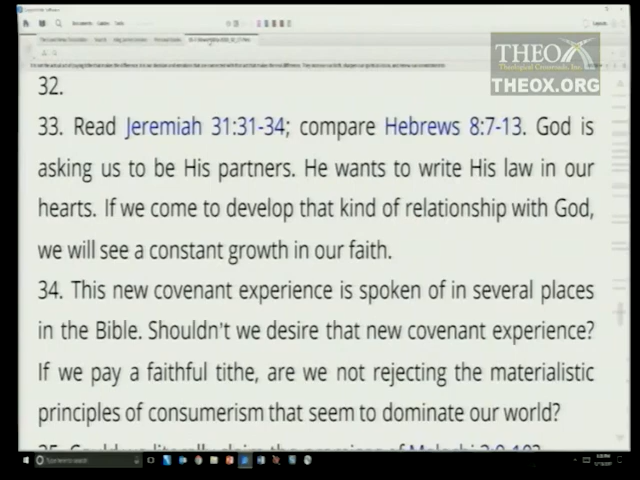 THEOX
Theological Crossroads, Inc.
THEOX.ORG
32.
33. Read Jeremiah 31:31-34; compare Hebrews 8:7-13. God is
asking us to be His partners. He wants to write His law in our
hearts. If we come to develop that kind of relationship with God,
we will see a constant growth in our faith.
34. This new covenant experience is spoken of in several places
in the Bible. Shouldn't we desire that new covenant experience?
If we pay a faithful tithe, are we not rejecting the materialistic
principles of consumerism that seem to dominate our world?